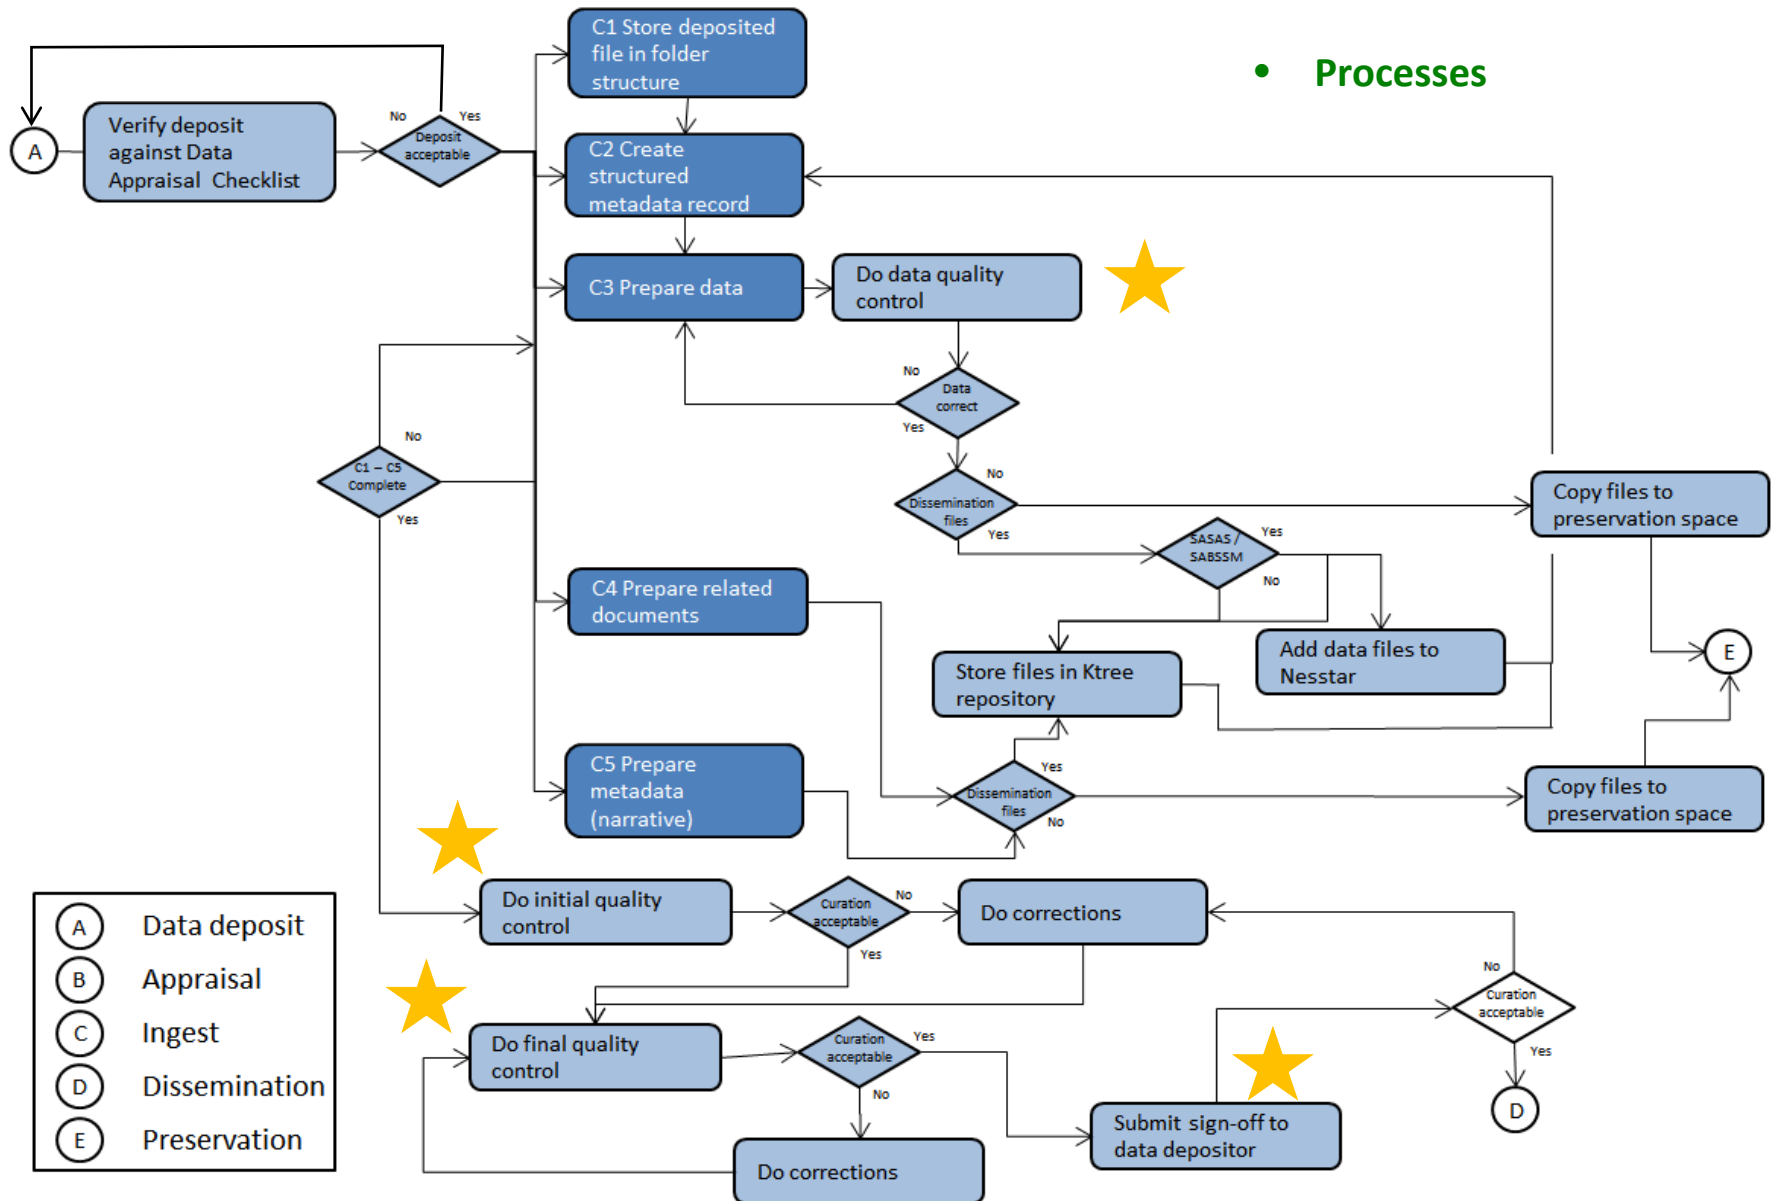 • Processes
C1 Store deposited
file in folder
structure
A
Verify deposit
against Data
Appraisal Checklist
No
Yes
Deposit
acceptable
C2 Create
structured
metadata record
C3 Prepare data
Do data quality
control
No
Data
correct
Yes
No
C1 – C5
Complete
Yes
No
Dissemination
files
Yes
SASAS /
SABSSM
Yes
No
Copy files to
preservation space
C4 Prepare related
documents
Store files in Ktree
repository
Add data files to
Nesstar
E
C5 Prepare
metadata
(narrative)
Yes
Dissemination
files
No
Copy files to
preservation space
Do initial quality
control
Curation
acceptable
No
Yes
Do corrections
No
Curation
acceptable
Yes
D
Do final quality
control
Curation
acceptable
Yes
No
Do corrections
Submit sign-off to
data depositor
A Data deposit
B Appraisal
C Ingest
D Dissemination
E Preservation